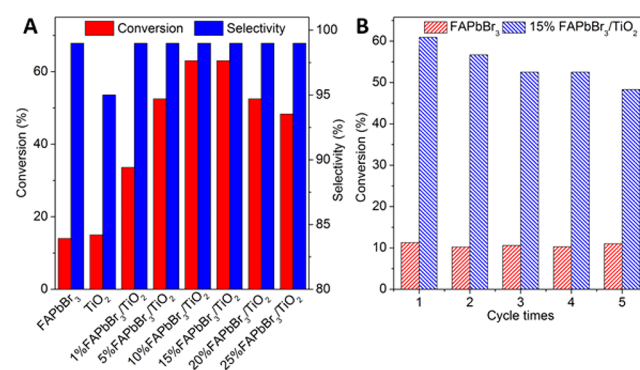 A
Conversion
Selectivity
Conversion (%)
0
20
40
60
80
85
90
95
100
Selectivity (%)
FAPbBr3
TiO2
1%FAPbBr3/TiO2
5%FAPbBr3/TiO2
10%FAPbBr3/TiO2
15%FAPbBr3/TiO2
20%FAPbBr3/TiO2
25%FAPbBr3/TiO2
B
FAPbBr3
15% FAPbBr3/TiO2
Conversion (%)
0
10
20
30
40
50
60
1
2
3
4
5
Cycle times